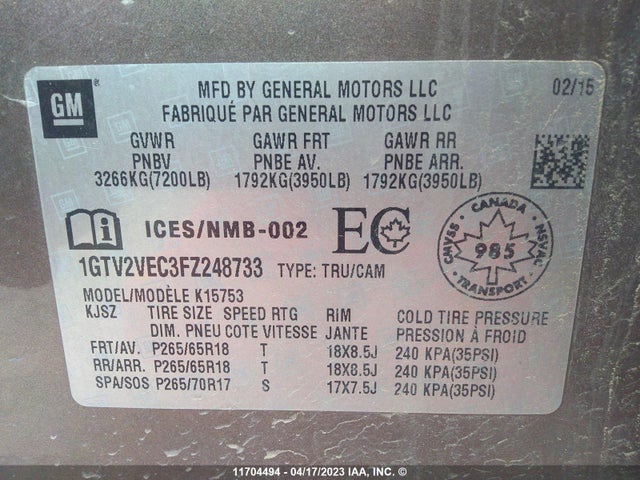 GM
MFD BY GENERAL MOTORS LLC 02/15
FABRIQUÉ PAR GENERAL MOTORS LLC
GVWR GAWR FRT GAWR RR
PNBV PNBE AV. PNBE ARR.
3266KG(7200LB) 1792KG(3950LB) 1792KG(3950LB)
i ICES/NMB-002 EC
CANADA
CMVSS 985 NSVAC
TRANSPORT
1GTV2VEC3FZ248733 TYPE: TRU/CAM
MODEL/MODÈLE K15753
KJSZ TIRE SIZE SPEED RTG RIM COLD TIRE PRESSURE
DIM. PNEU COTE VITESSE JANTE PRESSION À FROID
FRT/AV. P265/65R18 T 18X8.5J 240 KPA(35PSI)
RR/ARR. P265/65R18 T 18X8.5J 240 KPA(35PSI)
SPA/SOS P265/70R17 S 17X7.5J 240 KPA(35PSI)
11704494 - 04/17/2023 IAA, INC. ©